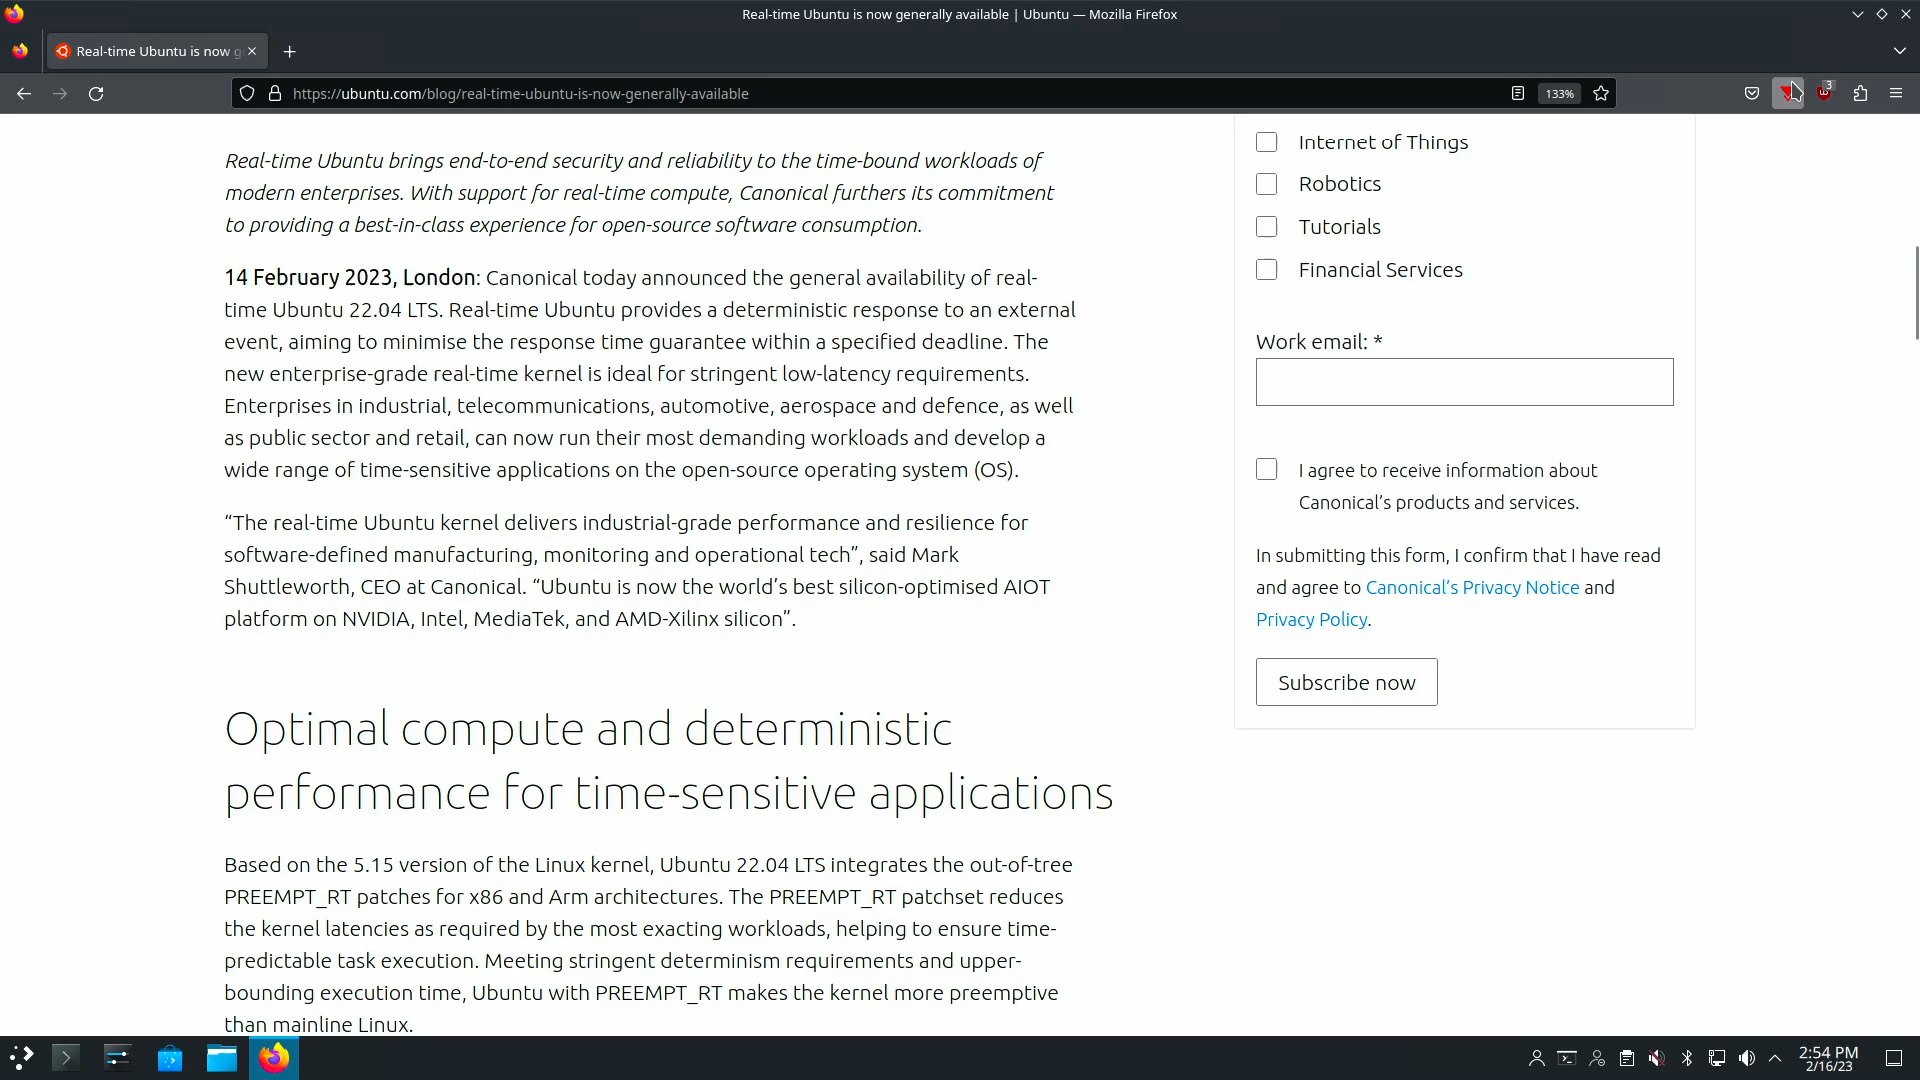 Real-time Ubuntu is now generally available | Ubuntu — Mozilla Firefox
Real-time Ubuntu is now g
https://ubuntu.com/blog/real-time-ubuntu-is-now-generally-available
133%
3
Real-time Ubuntu brings end-to-end security and reliability to the time-bound workloads of
modern enterprises. With support for real-time compute, Canonical furthers its commitment
to providing a best-in-class experience for open-source software consumption.
14 February 2023, London: Canonical today announced the general availability of real-
time Ubuntu 22.04 LTS. Real-time Ubuntu provides a deterministic response to an external
event, aiming to minimise the response time guarantee within a specified deadline. The
new enterprise-grade real-time kernel is ideal for stringent low-latency requirements.
Enterprises in industrial, telecommunications, automotive, aerospace and defence, as well
as public sector and retail, can now run their most demanding workloads and develop a
wide range of time-sensitive applications on the open-source operating system (OS).
“The real-time Ubuntu kernel delivers industrial-grade performance and resilience for
software-defined manufacturing, monitoring and operational tech”, said Mark
Shuttleworth, CEO at Canonical. “Ubuntu is now the world’s best silicon-optimised AIOT
platform on NVIDIA, Intel, MediaTek, and AMD-Xilinx silicon”.
Optimal compute and deterministic
performance for time-sensitive applications
Based on the 5.15 version of the Linux kernel, Ubuntu 22.04 LTS integrates the out-of-tree
PREEMPT_RT patches for x86 and Arm architectures. The PREEMPT_RT patchset reduces
the kernel latencies as required by the most exacting workloads, helping to ensure time-
predictable task execution. Meeting stringent determinism requirements and upper-
bounding execution time, Ubuntu with PREEMPT_RT makes the kernel more preemptive
than mainline Linux.
Internet of Things
Robotics
Tutorials
Financial Services
Work email: *
I agree to receive information about
Canonical’s products and services.
In submitting this form, I confirm that I have read
and agree to Canonical’s Privacy Notice and
Privacy Policy.
Subscribe now
2:54 PM
2/16/23